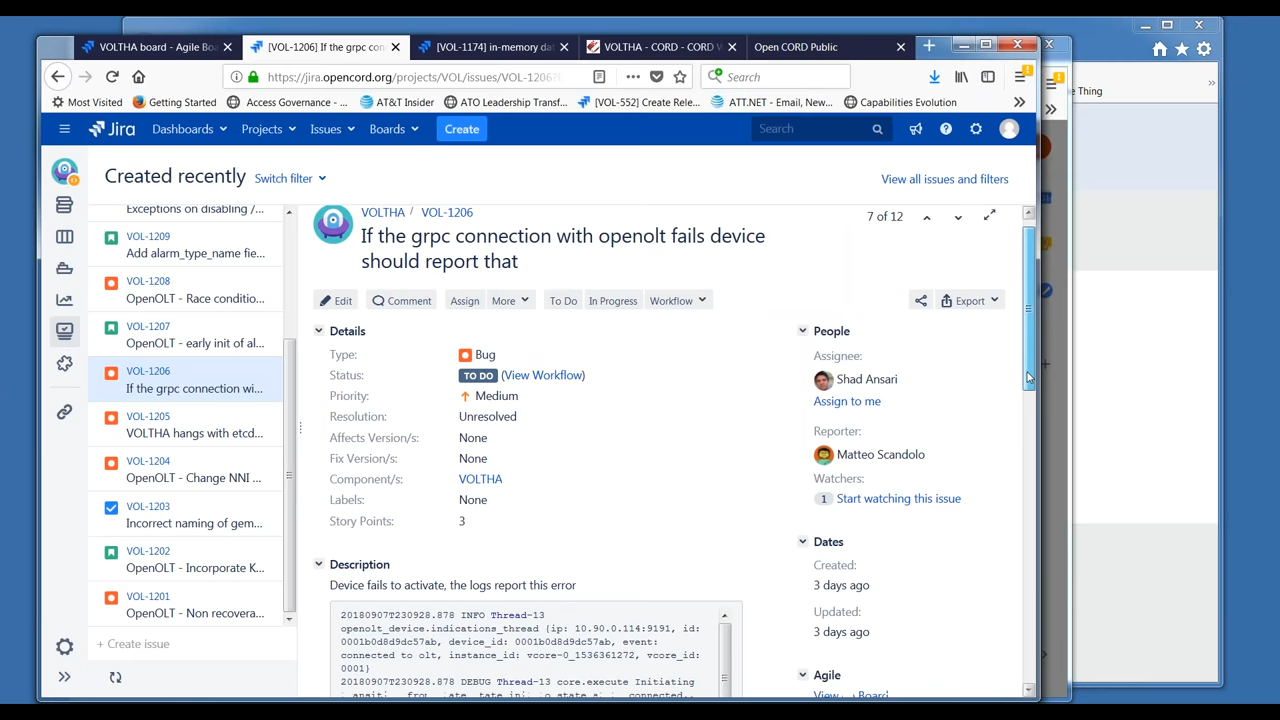 VOLTHA board - Agile Boa
[VOL-1206] If the grpc con
[VOL-1174] in-memory dat
VOLTHA - CORD - CORD W
Open CORD Public
https://jira.opencord.org/projects/VOL/issues/VOL-1206?
Search
Most Visited
Getting Started
Access Governance - ...
AT&T Insider
ATO Leadership Transf...
[VOL-552] Create Rele...
ATT.NET - Email, New...
Capabilities Evolution
e Thing
Jira
Dashboards
Projects
Issues
Boards
Create
Search
Created recently
Switch filter
View all issues and filters
Exceptions on disabling /...
VOL-1209
Add alarm_type_name fie...
VOL-1208
OpenOLT - Race conditio...
VOL-1207
OpenOLT - early init of al...
VOL-1206
If the grpc connection wi...
VOL-1205
VOLTHA hangs with etcd...
VOL-1204
OpenOLT - Change NNI ...
VOL-1203
Incorrect naming of gem...
VOL-1202
OpenOLT - Incorporate K...
VOL-1201
OpenOLT - Non recovera...
+ Create issue
VOLTHA / VOL-1206
7 of 12
If the grpc connection with openolt fails device
should report that
Edit
Comment
Assign
More
To Do
In Progress
Workflow
Export
Details
Type: Bug
Status: TO DO (View Workflow)
Priority: Medium
Resolution: Unresolved
Affects Version/s: None
Fix Version/s: None
Component/s: VOLTHA
Labels: None
Story Points: 3
Description
Device fails to activate, the logs report this error
20180907T230928.878 INFO Thread-13
openolt_device.indications_thread {ip: 10.90.0.114:9191, id:
0001b0d8d9dc57ab, device_id: 0001b0d8d9dc57ab, event:
connected to olt, instance_id: vcore-0_1536361272, vcore_id:
0001}
20180907T230928.878 DEBUG Thread-13 core.execute Initiating
People
Assignee:
Shad Ansari
Assign to me
Reporter:
Matteo Scandolo
Watchers:
1 Start watching this issue
Dates
Created:
3 days ago
Updated:
3 days ago
Agile
View on Board